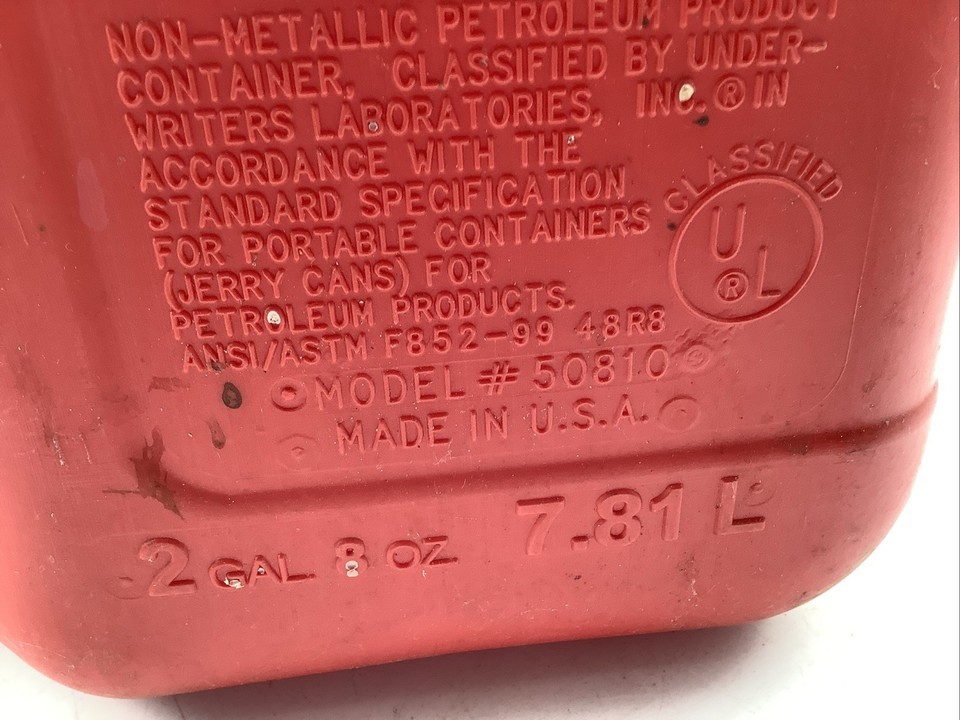 NON-METALLIC PETROLEUM PRODUCT
CONTAINER, CLASSIFIED BY UNDER-
WRITERS LABORATORIES, INC.® IN
ACCORDANCE WITH THE
STANDARD SPECIFICATION
FOR PORTABLE CONTAINERS
(JERRY CANS) FOR
PETROLEUM PRODUCTS.
ANSI/ASTM F852-99 48R8
CLASSIFIED
U
® L
MODEL # 50810
MADE IN U.S.A.
2 GAL 8 OZ 7.81 L